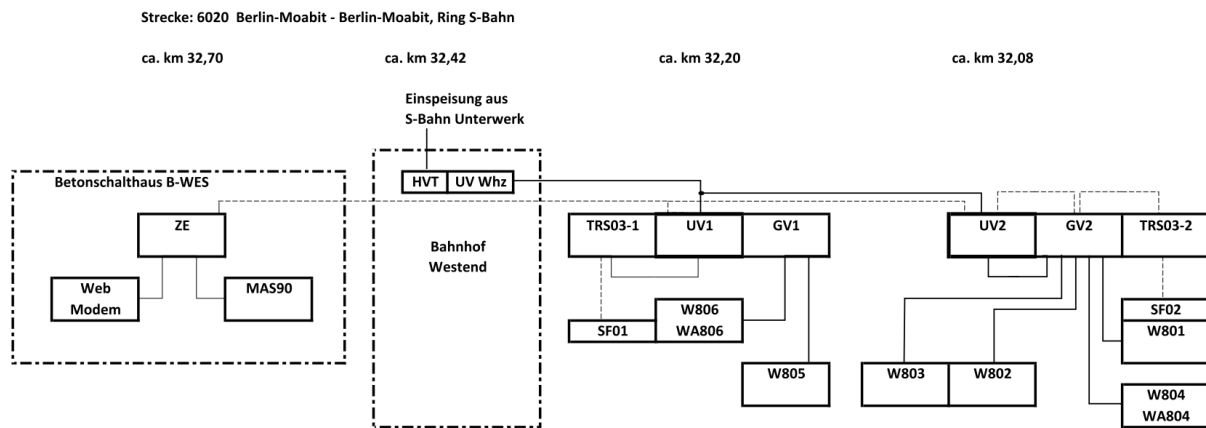 Strecke: 6020 Berlin-Moabit - Berlin-Moabit, Ring S-Bahn
ca. km 32,70
ca. km 32,42
ca. km 32,20
ca. km 32,08
Einspeisung aus
S-Bahn Unterwerk
Betonschalthaus B-WES
HVT
UV Whz
ZE
Web
Modem
MAS90
Bahnhof
Westend
TRS03-1
UV1
GV1
SF01
W806
WA806
W805
UV2
GV2
TRS03-2
SF02
W801
W803
W802
W804
WA804